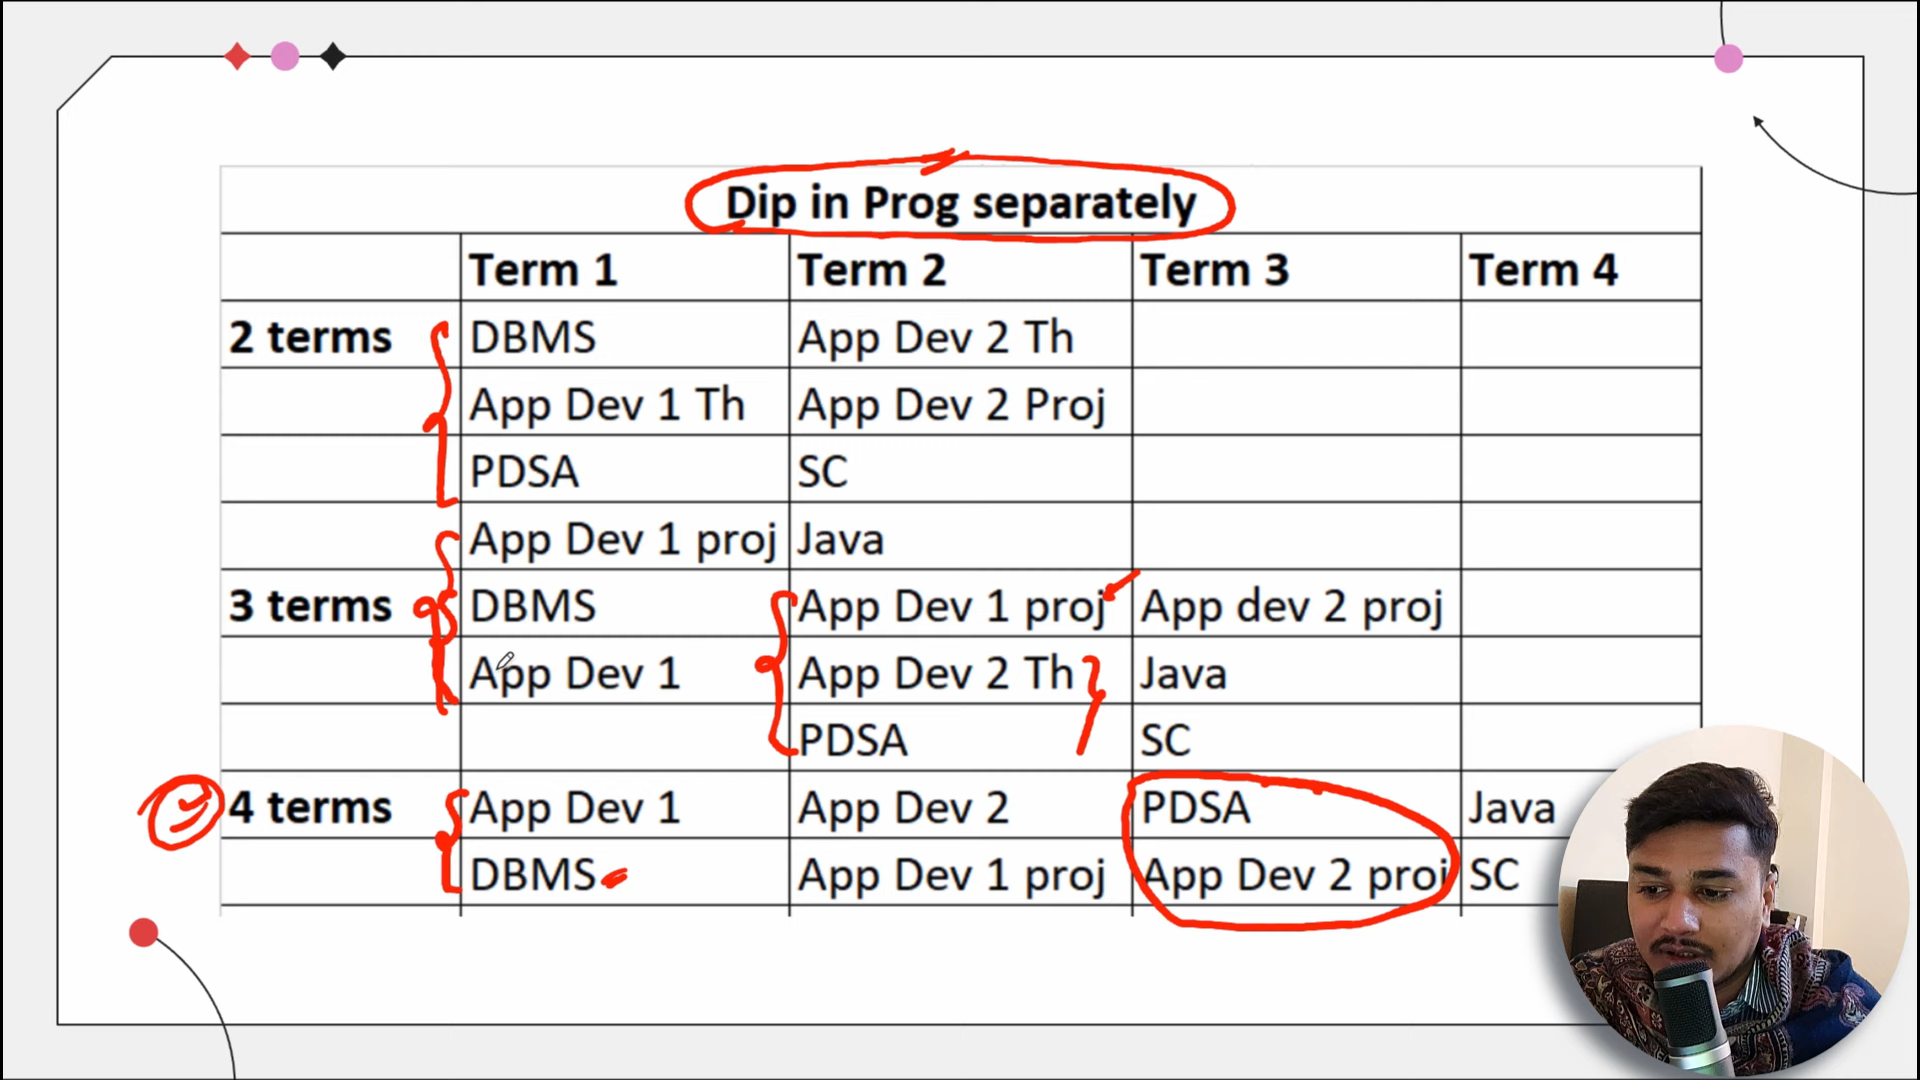 Dip in Prog separately
Term 1 Term 2 Term 3 Term 4
2 terms DBMS App Dev 2 Th
App Dev 1 Th App Dev 2 Proj
PDSA SC
App Dev 1 proj Java
3 terms DBMS App Dev 1 proj App dev 2 proj
App Dev 1 App Dev 2 Th Java
PDSA SC
4 terms App Dev 1 App Dev 2 PDSA Java
DBMS App Dev 1 proj App Dev 2 proj SC